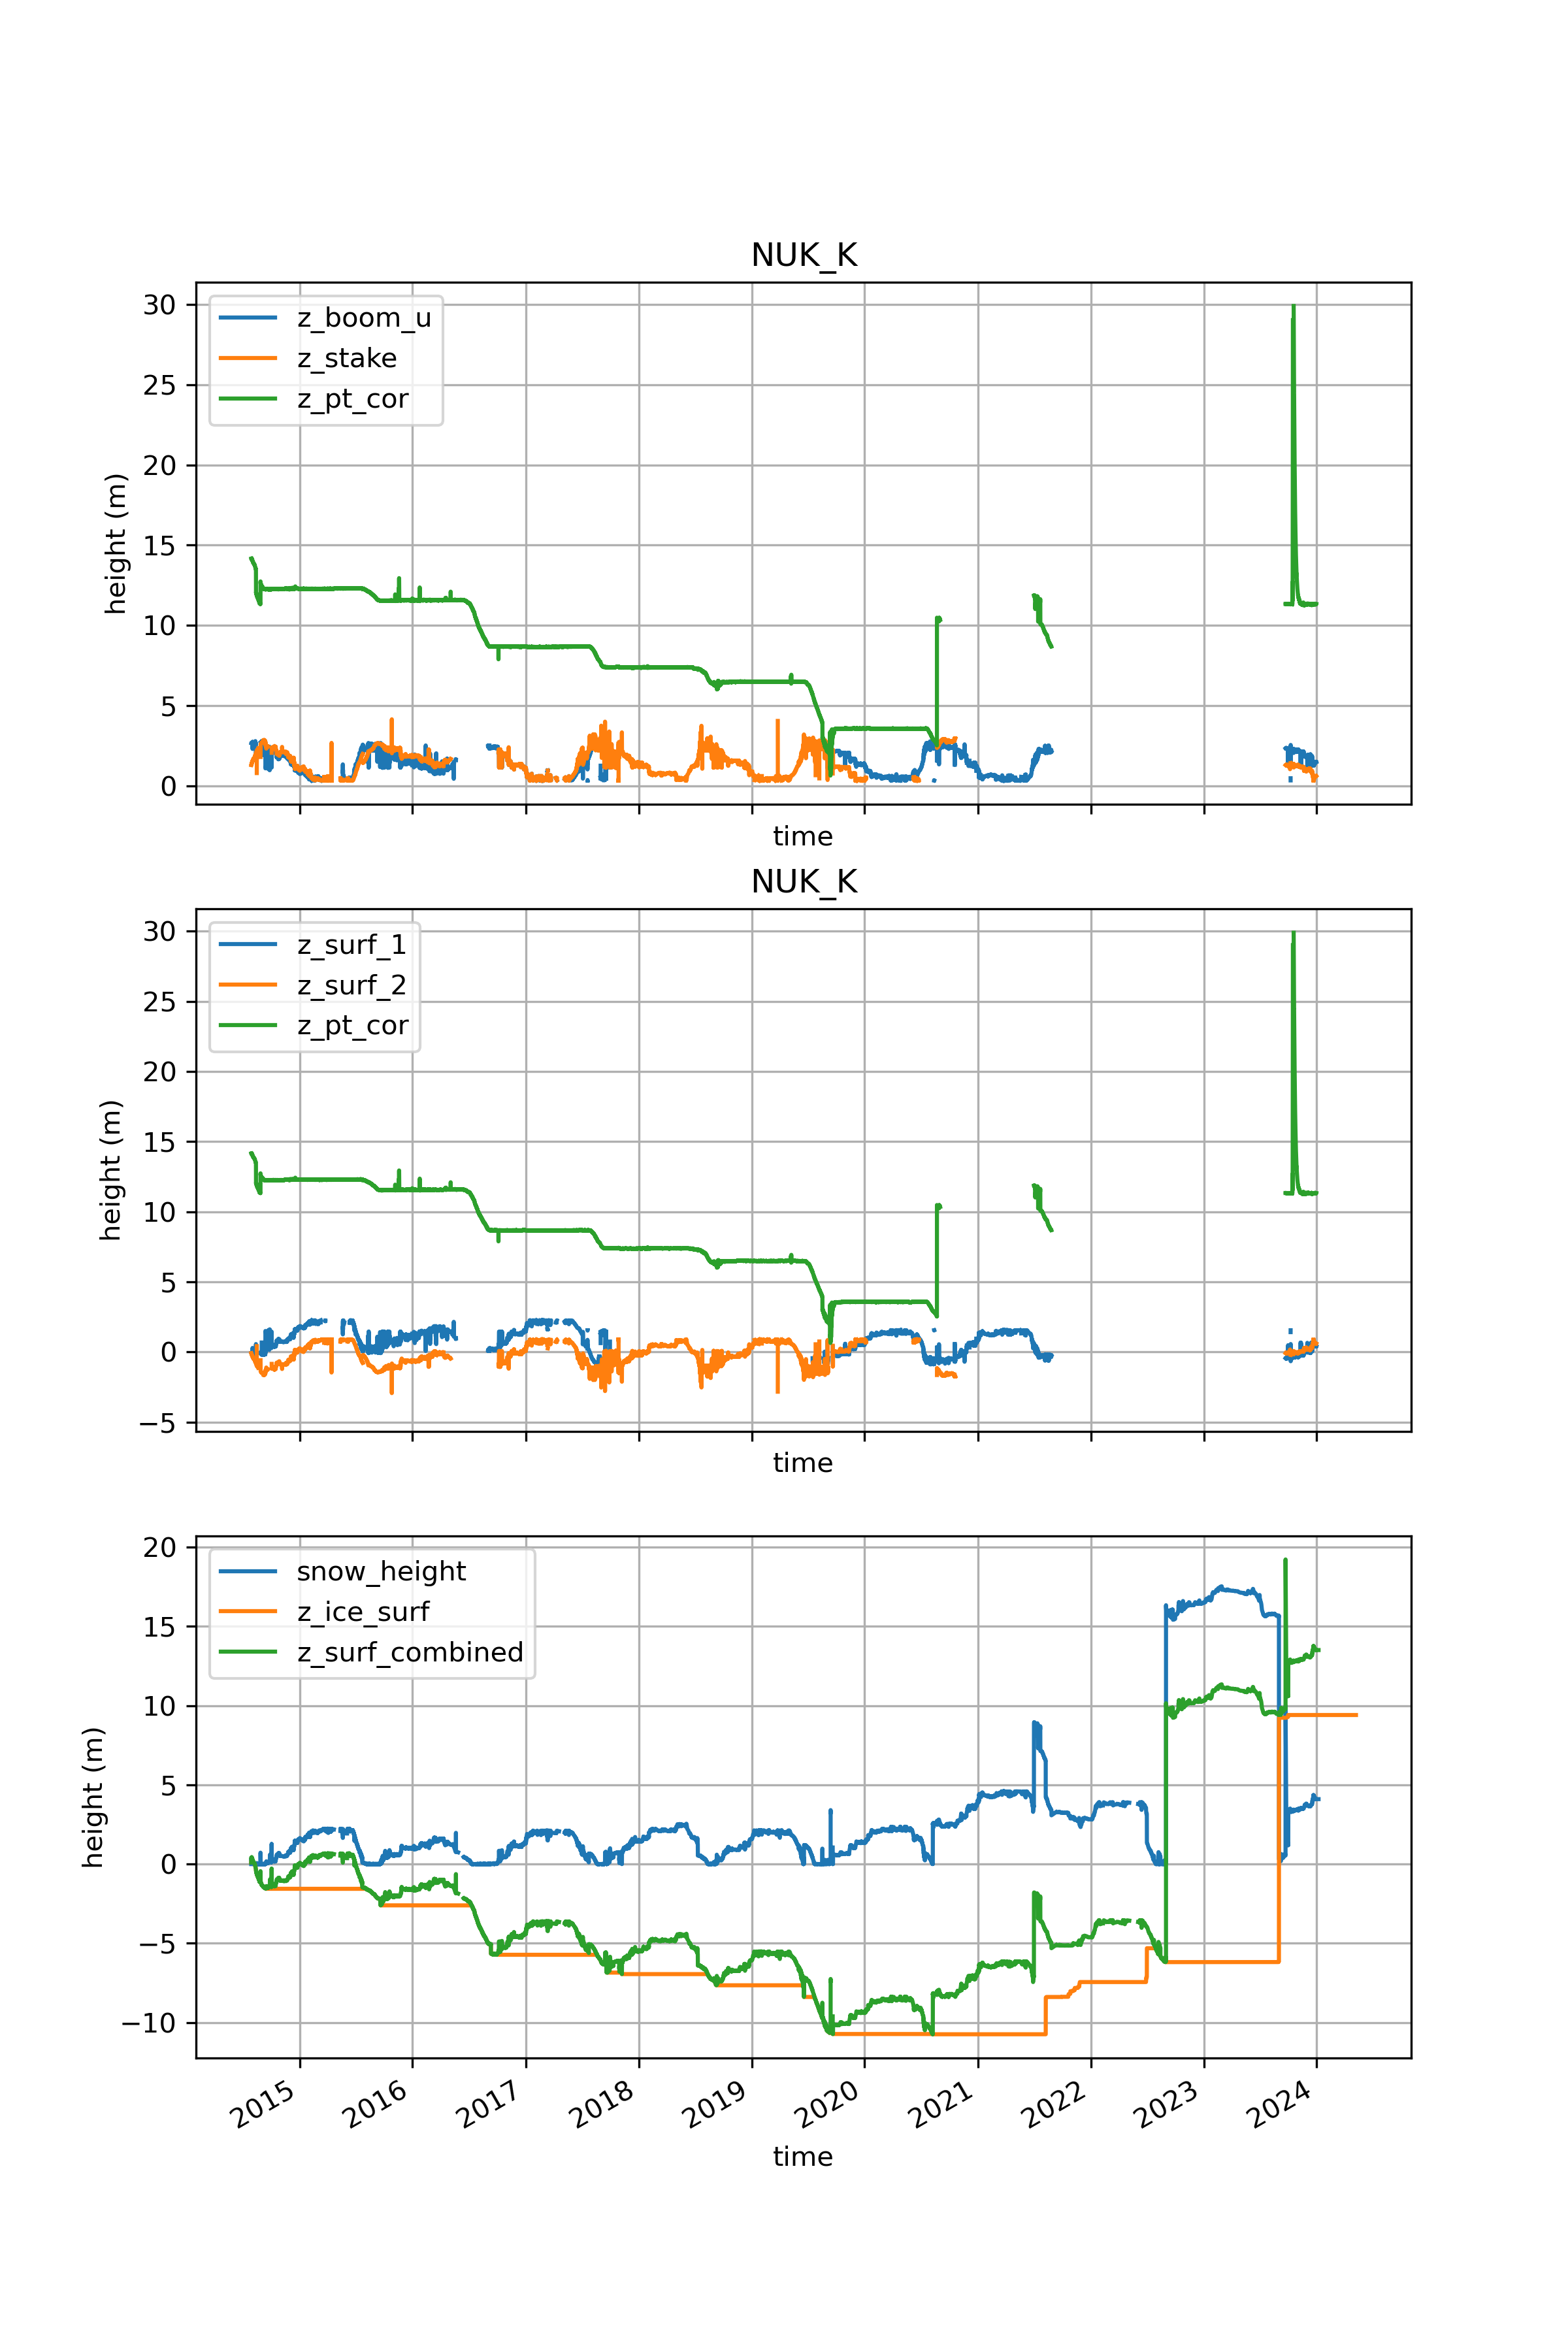 NUK_K
30
25
20
15
10
5
0
height (m)
z_boom_u
z_stake
z_pt_cor
time
NUK_K
30
25
20
15
10
5
0
−5
height (m)
z_surf_1
z_surf_2
z_pt_cor
time
20
15
10
5
0
−5
−10
height (m)
snow_height
z_ice_surf
z_surf_combined
2015 2016 2017 2018 2019 2020 2021 2022 2023 2024
time